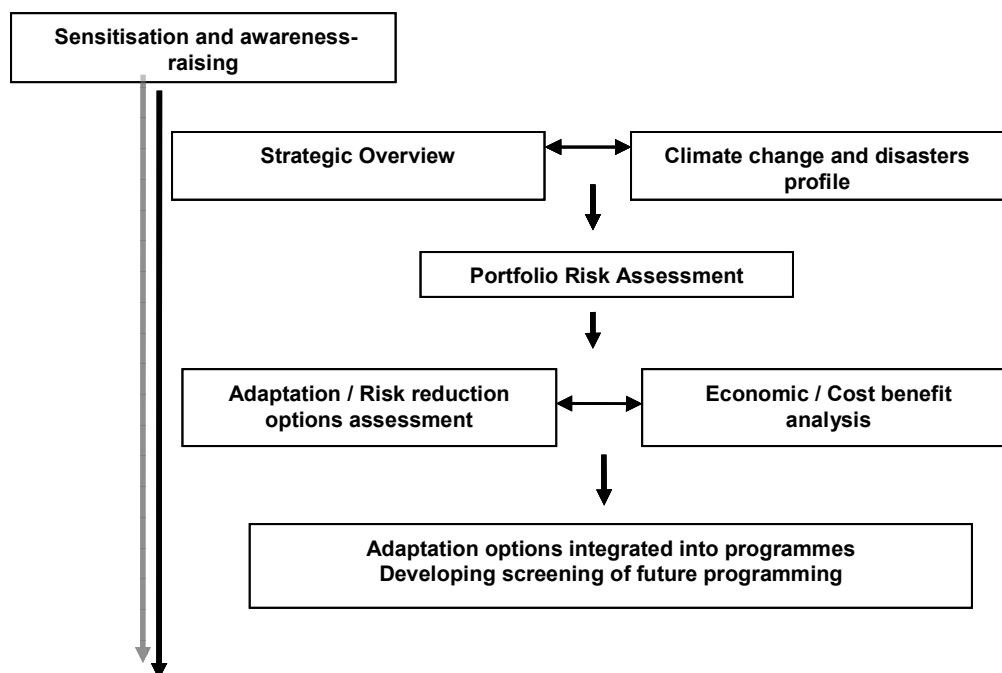 Sensitisation and awareness-
raising
Strategic Overview
Climate change and disasters
profile
Portfolio Risk Assessment
Adaptation / Risk reduction
options assessment
Economic / Cost benefit
analysis
Adaptation options integrated into programmes
Developing screening of future programming